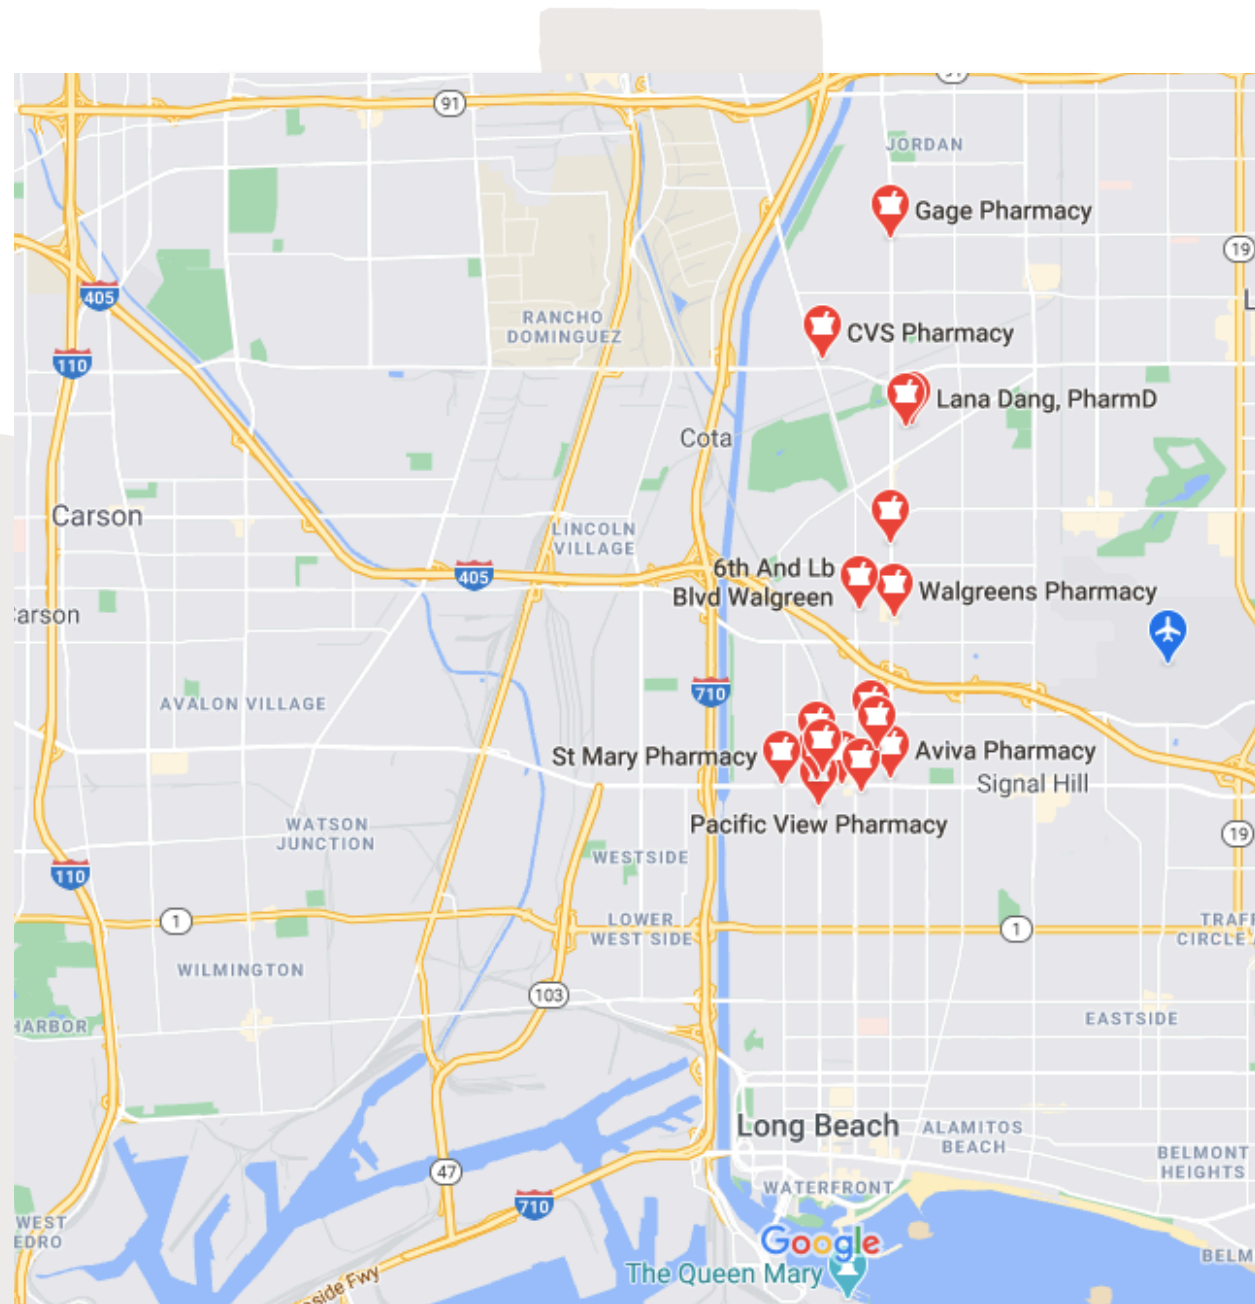 91
91
JORDAN
Gage Pharmacy
19
405
RANCHO
DOMINGUEZ
CVS Pharmacy
L
110
Lana Dang, PharmD
Cota
Carson
LINCOLN
VILLAGE
405
6th And Lb
Blvd Walgreen
Walgreens Pharmacy
Carson
710
AVALON VILLAGE
St Mary Pharmacy
Aviva Pharmacy
Signal Hill
Pacific View Pharmacy
WATSON
JUNCTION
19
WESTSIDE
110
1
LOWER
WEST SIDE
1
TRAFF
CIRCLE A
WILMINGTON
103
HARBOR
EASTSIDE
Long Beach
ALAMITOS
BEACH
BELMONT
HEIGHTS
47
WATERFRONT
710
WEST
EDRO
Google
BELM
The Queen Mary
side Fwy